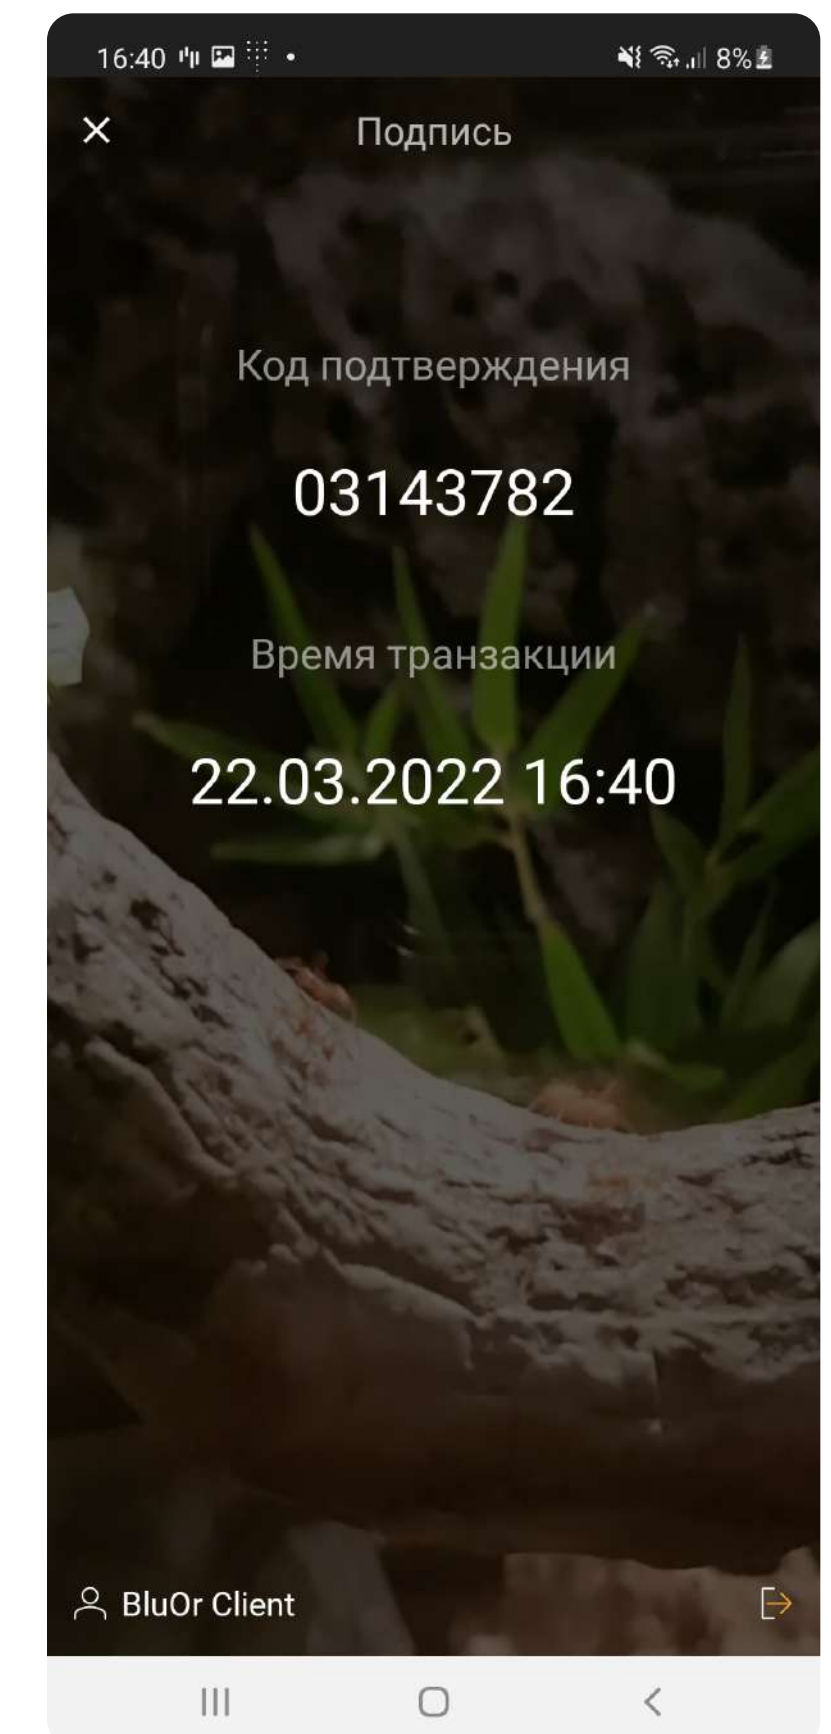 16:40 8%
Подпись
Код подтверждения
03143782
Время транзакции
22.03.2022 16:40
BluOr Client